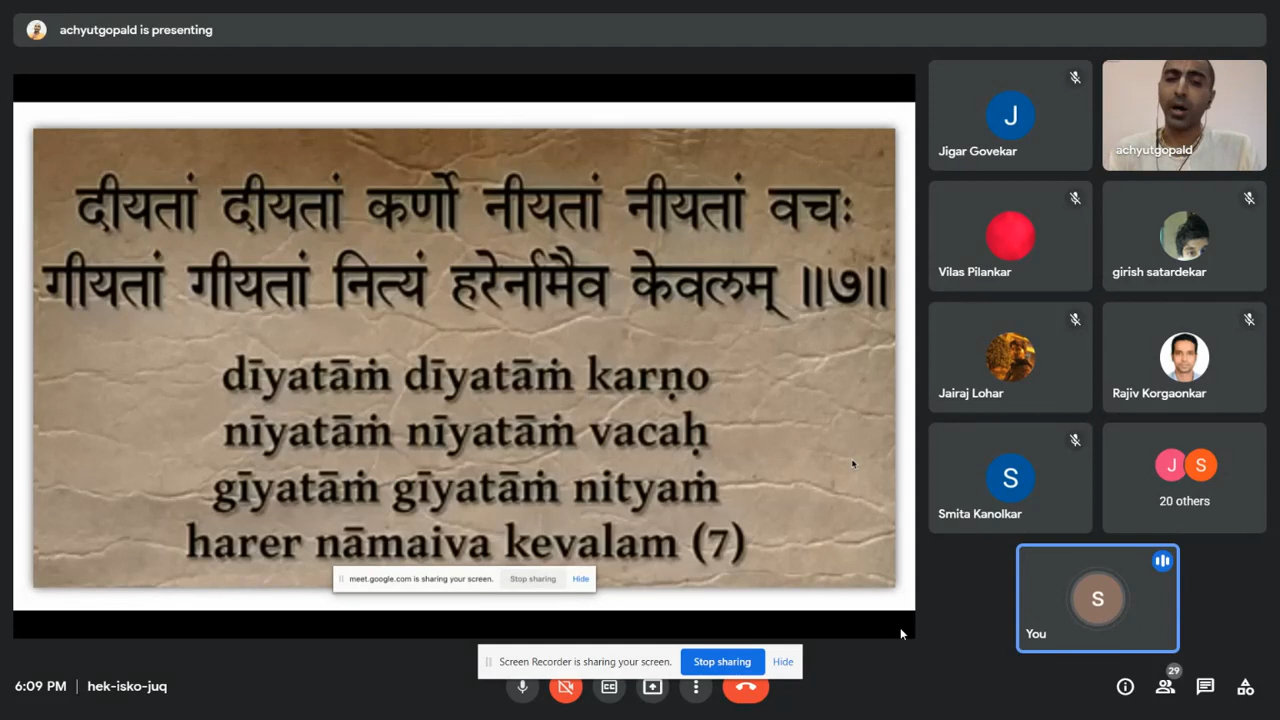 achyutgopald is presenting
दीयतां दीयतां कर्णो नीयतां नीयतां वचः
गीयतां गीयतां नित्यं हरेर्नामैव केवलम् ॥७॥
dīyatāṁ dīyatāṁ karṇo
nīyatāṁ nīyatāṁ vacaḥ
gīyatāṁ gīyatāṁ nityaṁ
harer nāmaiva kevalam (7)
meet.google.com is sharing your screen. Stop sharing Hide
J
Jigar Govekar
achyutgopald
Vilas Pilankar
girish satardekar
Jairaj Lohar
Rajiv Korgaonkar
S
Smita Kanolkar
J S
20 others
S
You
Screen Recorder is sharing your screen. Stop sharing Hide
6:09 PM | hek-isko-juq
CC
29